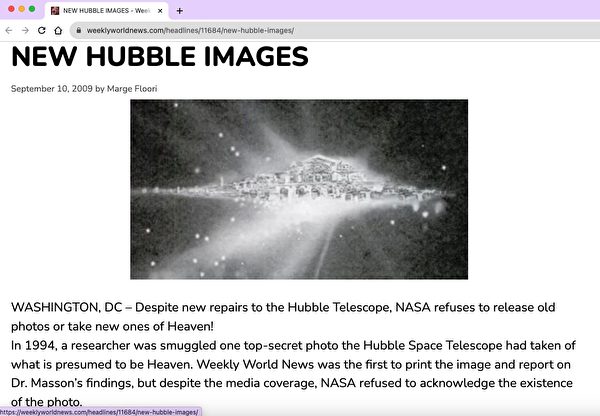 NEW HUBBLE IMAGES - Week
weeklyworldnews.com/headlines/11684/new-hubble-images/
NEW HUBBLE IMAGES
September 10, 2009 by Marge Floori
WASHINGTON, DC – Despite new repairs to the Hubble Telescope, NASA refuses to release old
photos or take new ones of Heaven!
In 1994, a researcher was smuggled one top-secret photo the Hubble Space Telescope had taken of
what is presumed to be Heaven. Weekly World News was the first to print the image and report on
Dr. Masson’s findings, but despite the media coverage, NASA refused to acknowledge the existence
of the photo.
https://weeklyworldnews.com/headlines/11684/new-hubble-images/